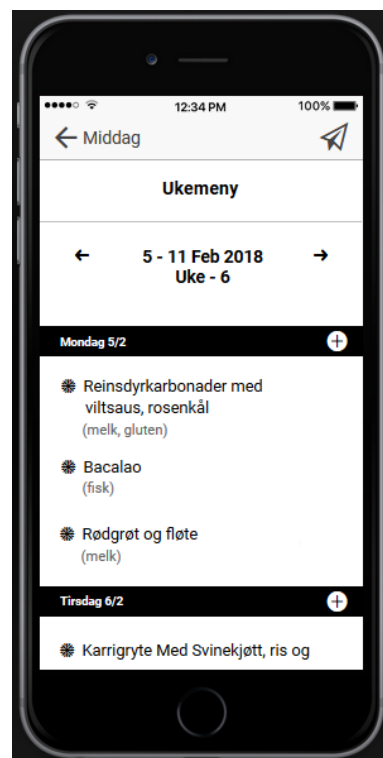 12:34 PM 100%
Middag
Ukemeny
5 - 11 Feb 2018
Uke - 6
Mondag 5/2
Reinsdyrkarbonader med
viltsaus, rosenkål
(melk, gluten)
Bacalao
(fisk)
Rødgrøt og fløte
(melk)
Tirsdag 6/2
Karrigryte Med Svinekjøtt, ris og